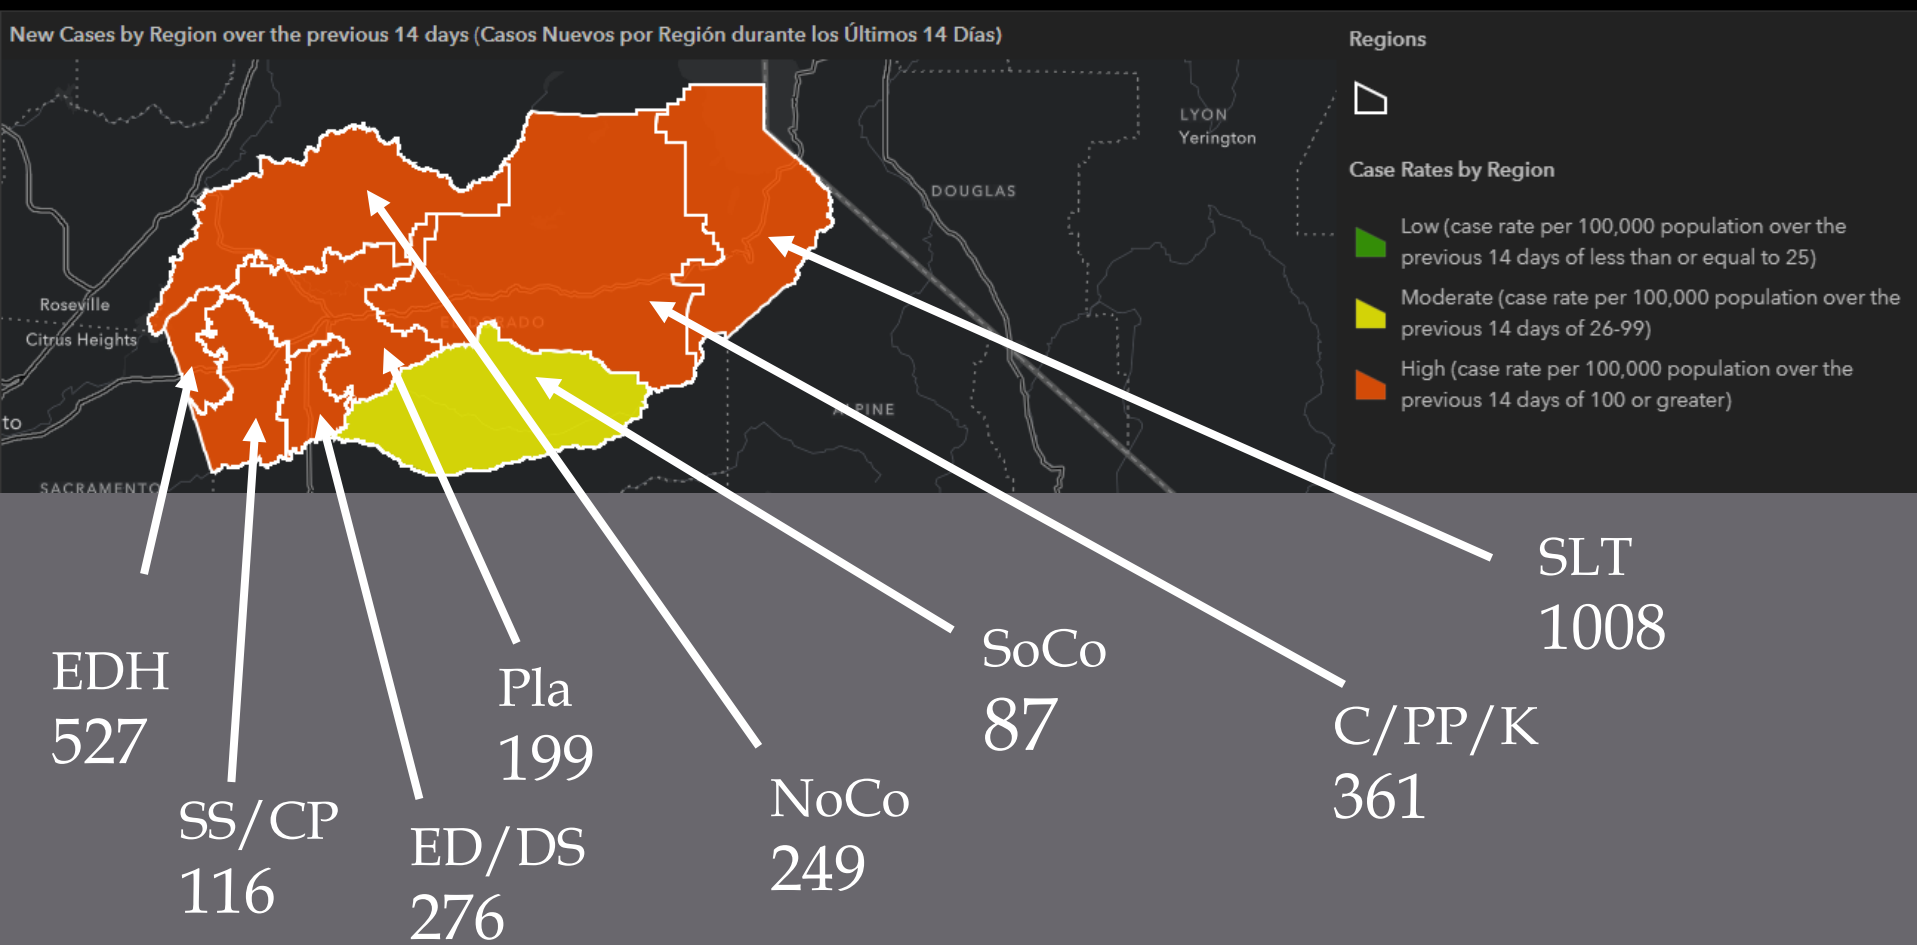 New Cases by Region over the previous 14 days (Casos Nuevos por Región durante los Últimos 14 Días)
Regions
Case Rates by Region
Low (case rate per 100,000 population over the
previous 14 days of less than or equal to 25)
Moderate (case rate per 100,000 population over the
previous 14 days of 26-99)
High (case rate per 100,000 population over the
previous 14 days of 100 or greater)
LYON
Yerington
DOUGLAS
Roseville
Citrus Heights
EL DORADO
ALPINE
to
SACRAMENTO
EDH
527
SS/CP
116
ED/DS
276
Pla
199
NoCo
249
SoCo
87
C/PP/K
361
SLT
1008